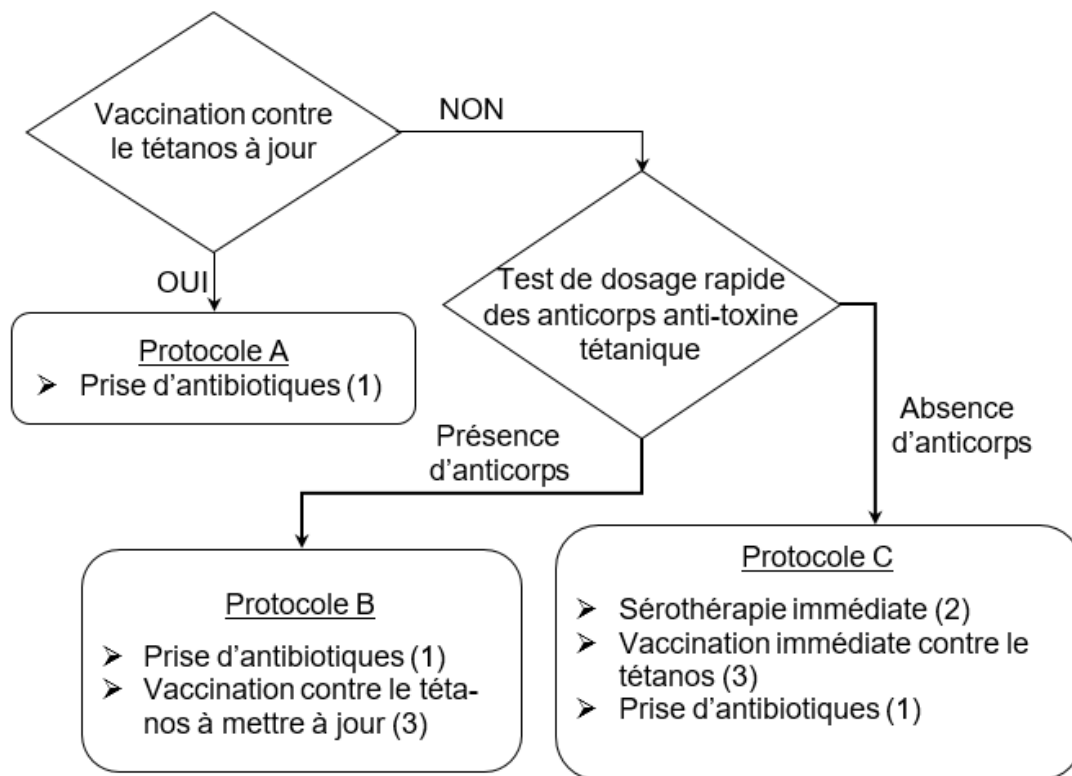 Vaccination contre
le tétanos à jour
NON
OUI
Test de dosage rapide
des anticorps anti-toxine
tétanique
Protocole A
➢ Prise d’antibiotiques (1)
Présence
d’anticorps
Absence
d’anticorps
Protocole B
➢ Prise d’antibiotiques (1)
➢ Vaccination contre le téta-
nos à mettre à jour (3)
Protocole C
➢ Sérothérapie immédiate (2)
➢ Vaccination immédiate contre le
tétanos (3)
➢ Prise d’antibiotiques (1)